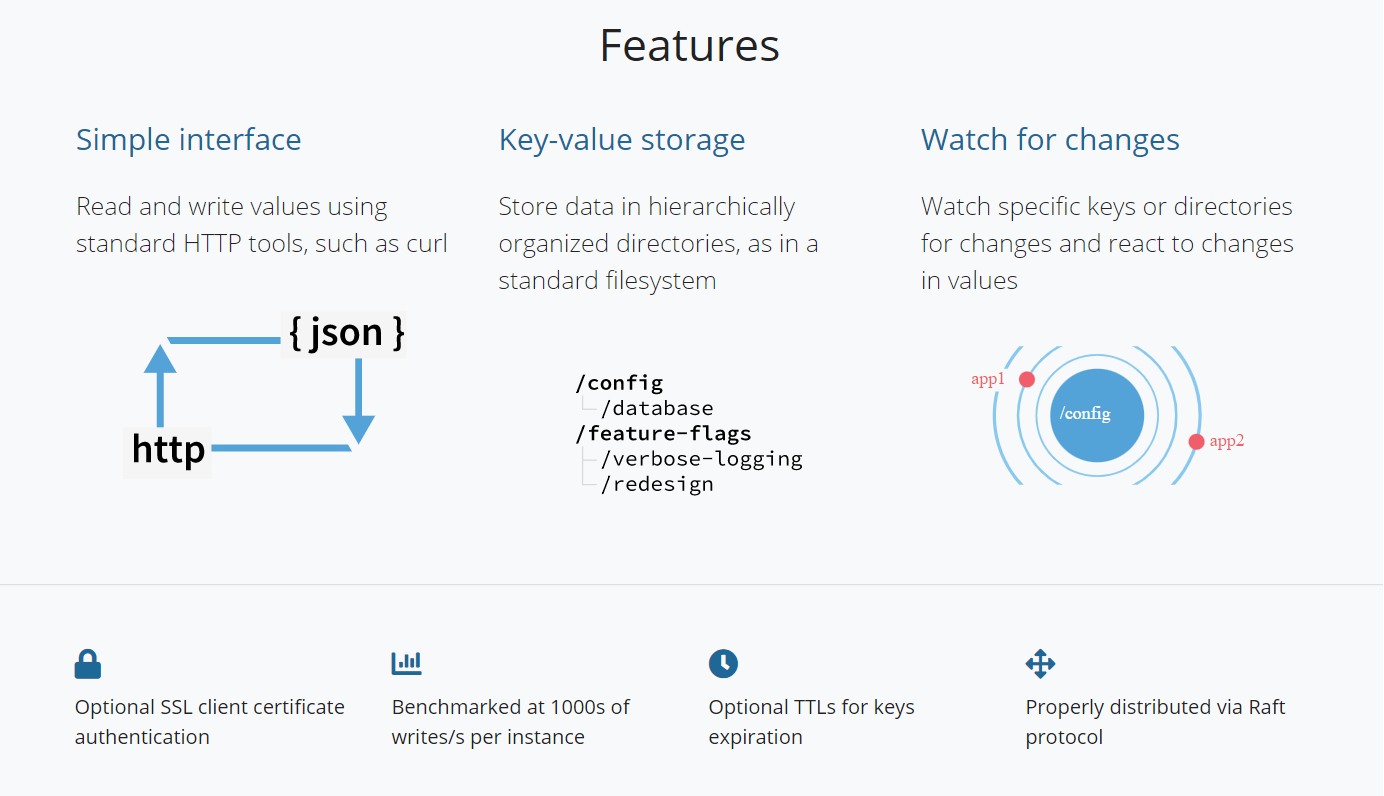 Features
Simple interface
Read and write values using
standard HTTP tools, such as curl
{ json }
http
Key-value storage
Store data in hierarchically
organized directories, as in a
standard filesystem
/config
/database
/feature-flags
/verbose-logging
/redesign
Watch for changes
Watch specific keys or directories
for changes and react to changes
in values
app1
/config
app2
Optional SSL client certificate
authentication
Benchmarked at 1000s of
writes/s per instance
Optional TTLs for keys
expiration
Properly distributed via Raft
protocol